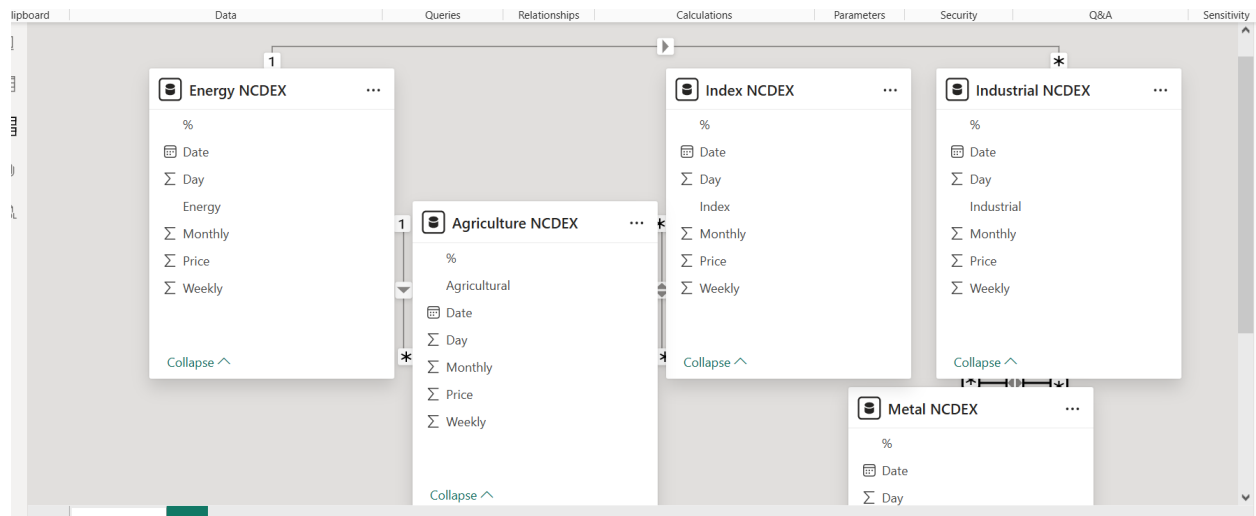 lipboard Data Queries Relationships Calculations Parameters Security Q&A Sensitivity
1
*
Energy NCDEX
%
Date
Day
Energy
Monthly
Price
Weekly
Collapse
1
*
Agriculture NCDEX
%
Agricultural
Date
Day
Monthly
Price
Weekly
Collapse
*
*
Index NCDEX
%
Date
Day
Index
Monthly
Price
Weekly
Collapse
Industrial NCDEX
%
Date
Day
Industrial
Monthly
Price
Weekly
Collapse
*
*
Metal NCDEX
%
Date
Day